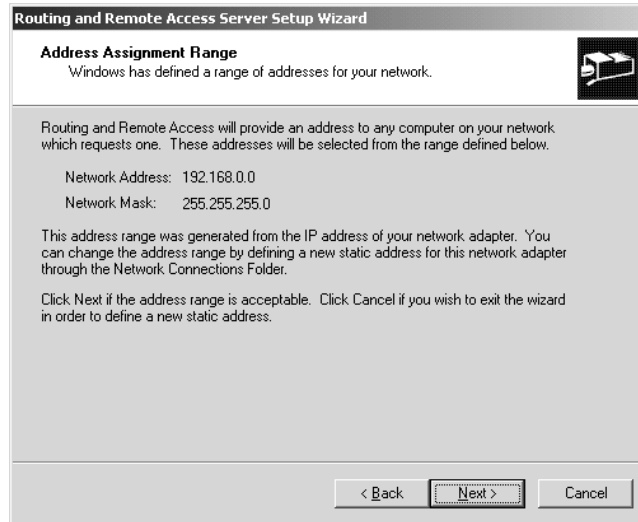 Routing and Remote Access Server Setup Wizard
Address Assignment Range
Windows has defined a range of addresses for your network.
Routing and Remote Access will provide an address to any computer on your network
which requests one. These addresses will be selected from the range defined below.
Network Address: 192.168.0.0
Network Mask: 255.255.255.0
This address range was generated from the IP address of your network adapter. You
can change the address range by defining a new static address for this network adapter
through the Network Connections Folder.
Click Next if the address range is acceptable. Click Cancel if you wish to exit the wizard
in order to define a new static address.
< Back Next > Cancel